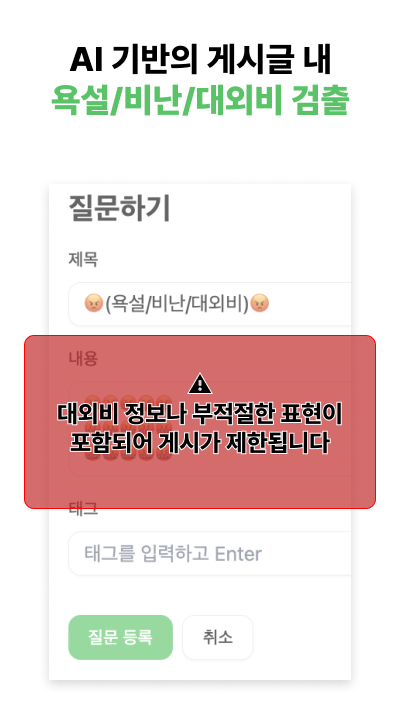 AI 기반의 게시글 내
욕설/비난/대외비 검출
질문하기
제목
😡(욕설/비난/대외비)😡
내용
⚠
대외비 정보나 부적절한 표현이
포함되어 게시가 제한됩니다
태그
태그를 입력하고 Enter
질문 등록 취소